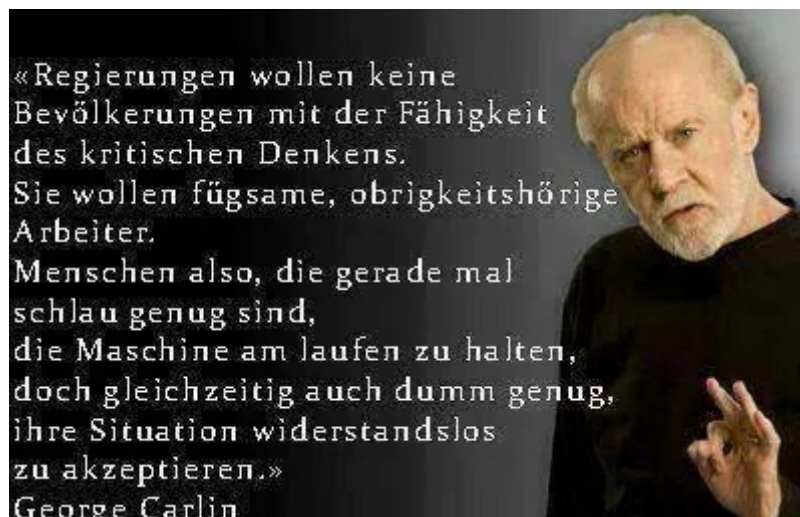 «Regierungen wollen keine
Bevölkerungen mit der Fähigkeit
des kritischen Denkens.
Sie wollen fügsame, obrigkeitshörige
Arbeiter.
Menschen also, die gerade mal
schlau genug sind,
die Maschine am laufen zu halten,
doch gleichzeitig auch dumm genug,
ihre Situation widerstandslos
zu akzeptieren.»
George Carlin